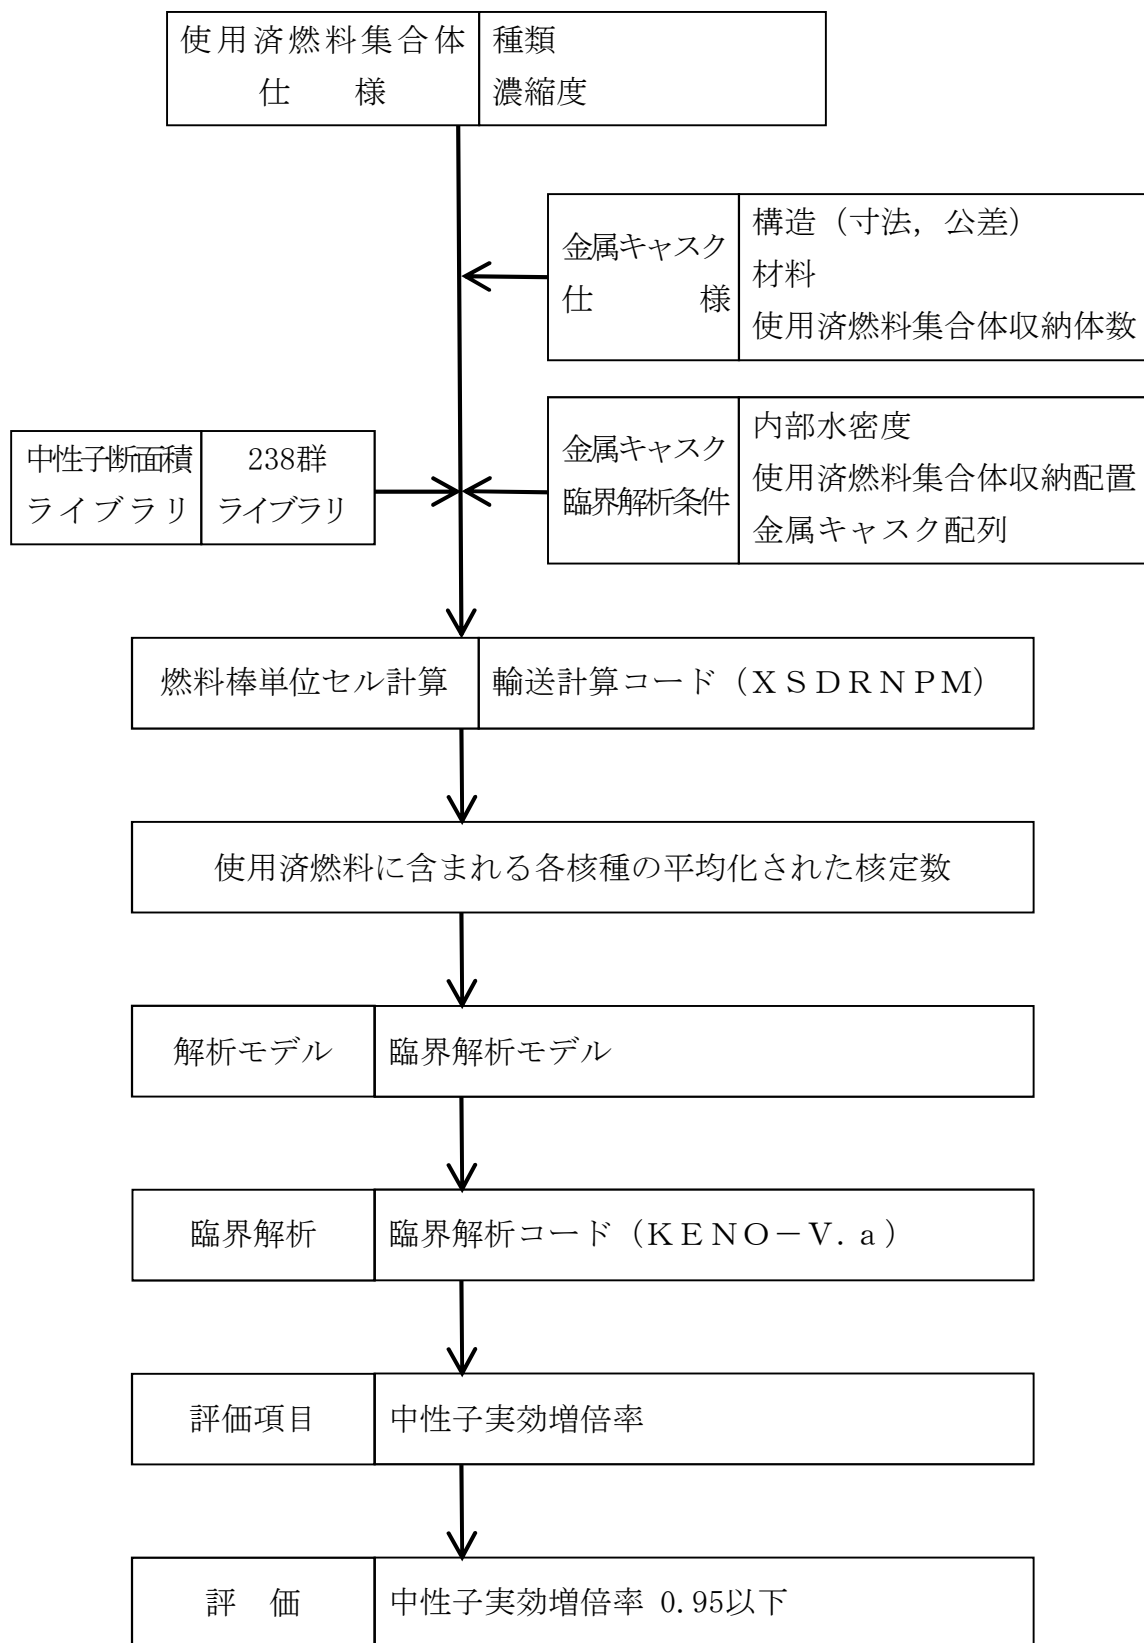 使用済燃料集合体
仕　　様
種類
濃縮度
金属キャスク
仕　　　様
構造（寸法，公差）
材料
使用済燃料集合体収納体数
中性子断面積
ライブラリ
238群
ライブラリ
金属キャスク
臨界解析条件
内部水密度
使用済燃料集合体収納配置
金属キャスク配列
燃料棒単位セル計算
輸送計算コード（ＸＳＤＲＮＰＭ）
使用済燃料に含まれる各核種の平均化された核定数
解析モデル
臨界解析モデル
臨界解析
臨界解析コード（ＫＥＮＯ－Ｖ．ａ）
評価項目
中性子実効増倍率
評　価
中性子実効増倍率 0.95以下